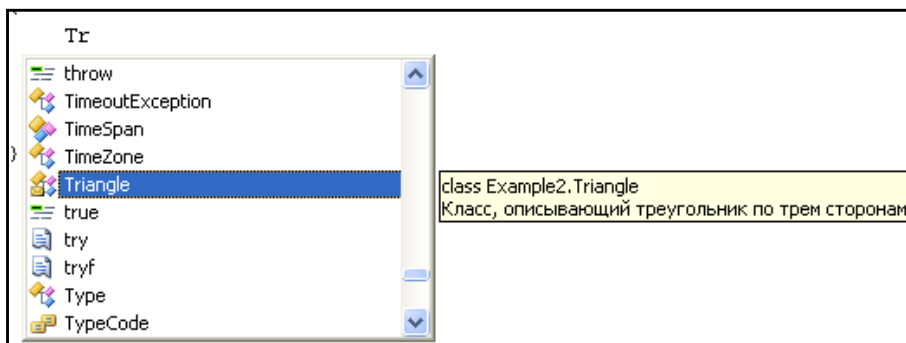 Tr
throw
TimeoutException
TimeSpan
}
TimeZone
Triangle
class Example2.Triangle
Класс, описывающий треугольник по трем сторонам
true
try
tryf
Type
TypeCode